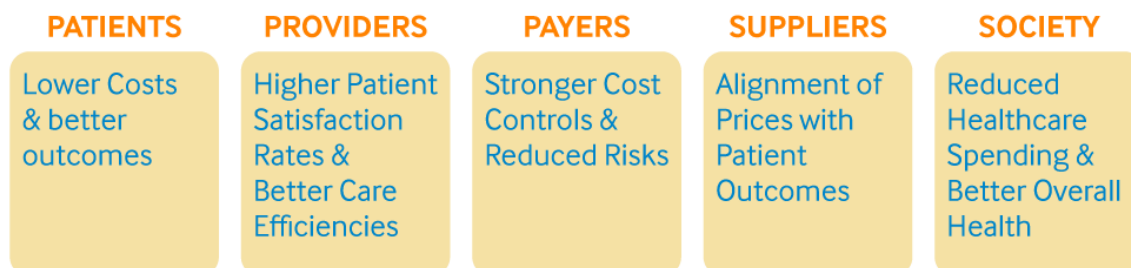 PATIENTS
Lower Costs
& better
outcomes
PROVIDERS
Higher Patient
Satisfaction
Rates &
Better Care
Efficiencies
PAYERS
Stronger Cost
Controls &
Reduced Risks
SUPPLIERS
Alignment of
Prices with
Patient
Outcomes
SOCIETY
Reduced
Healthcare
Spending &
Better Overall
Health